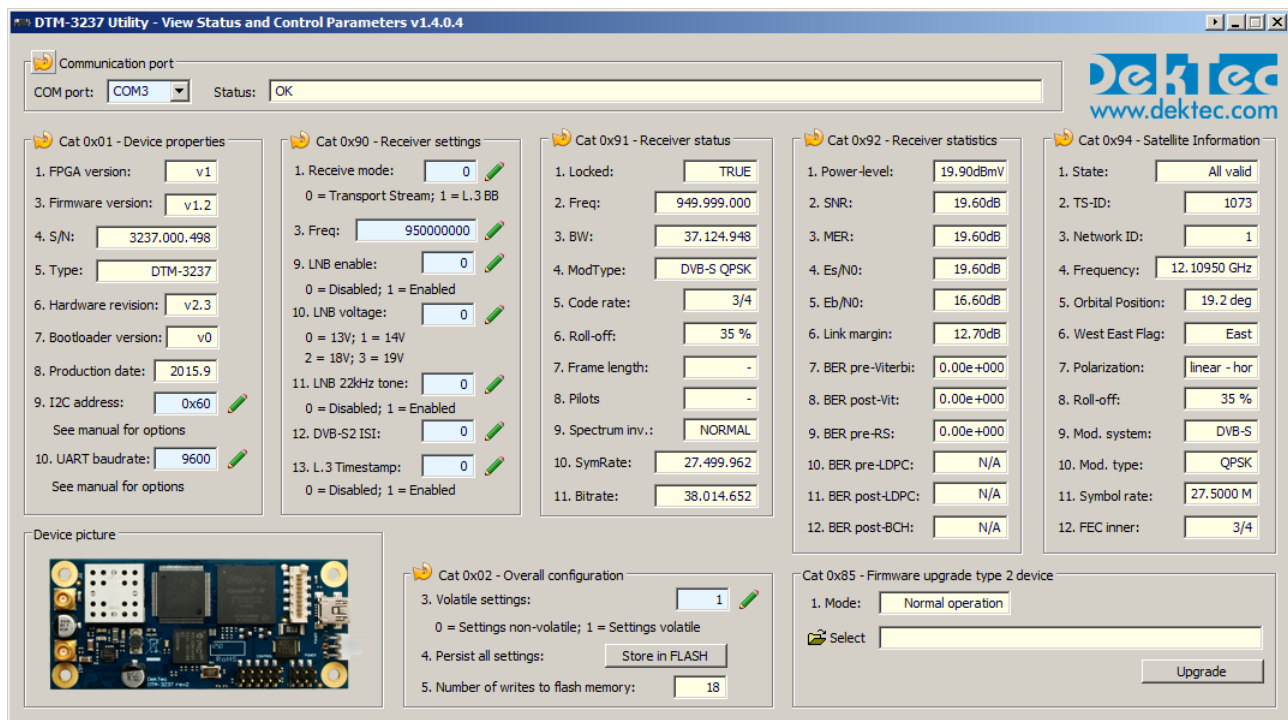 DTM-3237 Utility - View Status and Control Parameters v1.4.0.4
Communication port
COM port: COM3 Status: OK
DekTec
www.dektec.com
Cat 0x01 - Device properties
1. FPGA version: v1
3. Firmware version: v1.2
4. S/N: 3237.000.498
5. Type: DTM-3237
6. Hardware revision: v2.3
7. Bootloader version: v0
8. Production date: 2015.9
9. I2C address: 0x60
See manual for options
10. UART baudrate: 9600
See manual for options
Cat 0x90 - Receiver settings
1. Receive mode: 0
0 = Transport Stream; 1 = L.3 BB
3. Freq: 950000000
9. LNB enable: 0
0 = Disabled; 1 = Enabled
10. LNB voltage: 0
0 = 13V; 1 = 14V
2 = 18V; 3 = 19V
11. LNB 22kHz tone: 0
0 = Disabled; 1 = Enabled
12. DVB-S2 ISI: 0
13. L.3 Timestamp: 0
0 = Disabled; 1 = Enabled
Cat 0x91 - Receiver status
1. Locked: TRUE
2. Freq: 949.999.000
3. BW: 37.124.948
4. ModType: DVB-S QPSK
5. Code rate: 3/4
6. Roll-off: 35 %
7. Frame length: -
8. Pilots -
9. Spectrum inv.: NORMAL
10. SymRate: 27.499.962
11. Bitrate: 38.014.652
Cat 0x92 - Receiver statistics
1. Power-level: 19.90dBmV
2. SNR: 19.60dB
3. MER: 19.60dB
4. Es/N0: 19.60dB
5. Eb/N0: 16.60dB
6. Link margin: 12.70dB
7. BER pre-Viterbi: 0.00e+000
8. BER post-Vit: 0.00e+000
9. BER pre-RS: 0.00e+000
10. BER pre-LDPC: N/A
11. BER post-LDPC: N/A
12. BER post-BCH: N/A
Cat 0x94 - Satellite Information
1. State: All valid
2. TS-ID: 1073
3. Network ID: 1
4. Frequency: 12.10950 GHz
5. Orbital Position: 19.2 deg
6. West East Flag: East
7. Polarization: linear - hor
8. Roll-off: 35 %
9. Mod. system: DVB-S
10. Mod. type: QPSK
11. Symbol rate: 27.5000 M
12. FEC inner: 3/4
Device picture
RoHS
CONTROL
POWER
DekTec
DTM-3237 rev2
Cat 0x02 - Overall configuration
3. Volatile settings: 1
0 = Settings non-volatile; 1 = Settings volatile
4. Persist all settings: Store in FLASH
5. Number of writes to flash memory: 18
Cat 0x85 - Firmware upgrade type 2 device
1. Mode: Normal operation
Select
Upgrade